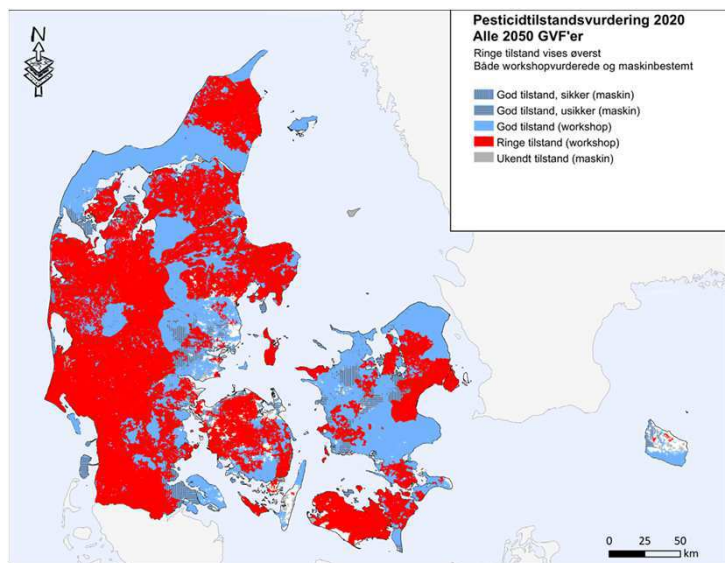 Pesticidtilstandsvurdering 2020
Alle 2050 GVF'er
Ringe tilstand vises øverst
Både workshopvurderede og maskinbestemt
God tilstand, sikker (maskin)
God tilstand, usikker (maskin)
God tilstand (workshop)
Ringe tilstand (workshop)
Ukendt tilstand (maskin)
N
0 25 50
km